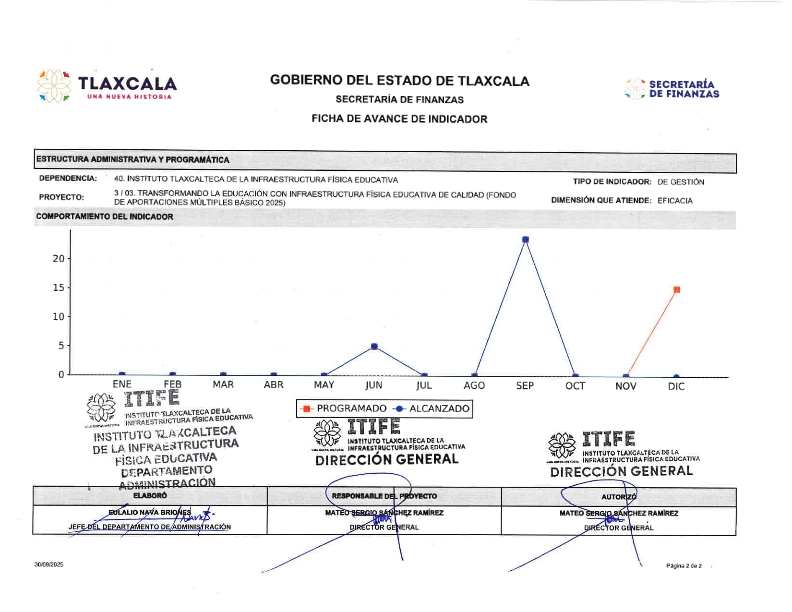 TLAXCALA
UNA NUEVA HISTORIA
GOBIERNO DEL ESTADO DE TLAXCALA
SECRETARÍA DE FINANZAS
FICHA DE AVANCE DE INDICADOR
SECRETARÍA
DE FINANZAS
ESTRUCTURA ADMINISTRATIVA Y PROGRAMÁTICA
DEPENDENCIA: 40. INSTITUTO TLAXCALTECA DE LA INFRAESTRUCTURA FÍSICA EDUCATIVA
TIPO DE INDICADOR: DE GESTIÓN
PROYECTO: 3 / 03. TRANSFORMANDO LA EDUCACIÓN CON INFRAESTRUCTURA FÍSICA EDUCATIVA DE CALIDAD (FONDO
DE APORTACIONES MÚLTIPLES BÁSICO 2025)
DIMENSIÓN QUE ATIENDE: EFICACIA
COMPORTAMIENTO DEL INDICADOR
20
15
10
5
0
ENE FEB MAR ABR MAY JUN JUL AGO SEP OCT NOV DIC
PROGRAMADO ALCANZADO
ITIFE
INSTITUTO TLAXCALTECA DE LA
INFRAESTRUCTURA FÍSICA EDUCATIVA
INSTITUTO TLAXCALTECA
DE LA INFRAESTRUCTURA
FÍSICA EDUCATIVA
DEPARTAMENTO
ADMINISTRACIÓN
ITIFE
INSTITUTO TLAXCALTECA DE LA
INFRAESTRUCTURA FÍSICA EDUCATIVA
DIRECCIÓN GENERAL
ITIFE
INSTITUTO TLAXCALTECA DE LA
INFRAESTRUCTURA FÍSICA EDUCATIVA
DIRECCIÓN GENERAL
ELABORÓ
RESPONSABLE DEL PROYECTO
AUTORIZÓ
EULALIO NAVA BRIONES
JEFE DEL DEPARTAMENTO DE ADMINISTRACIÓN
MATEO SERGIO SÁNCHEZ RAMÍREZ
DIRECTOR GENERAL
MATEO SERGIO SÁNCHEZ RAMÍREZ
DIRECTOR GENERAL
30/09/2025
Página 2 de 2